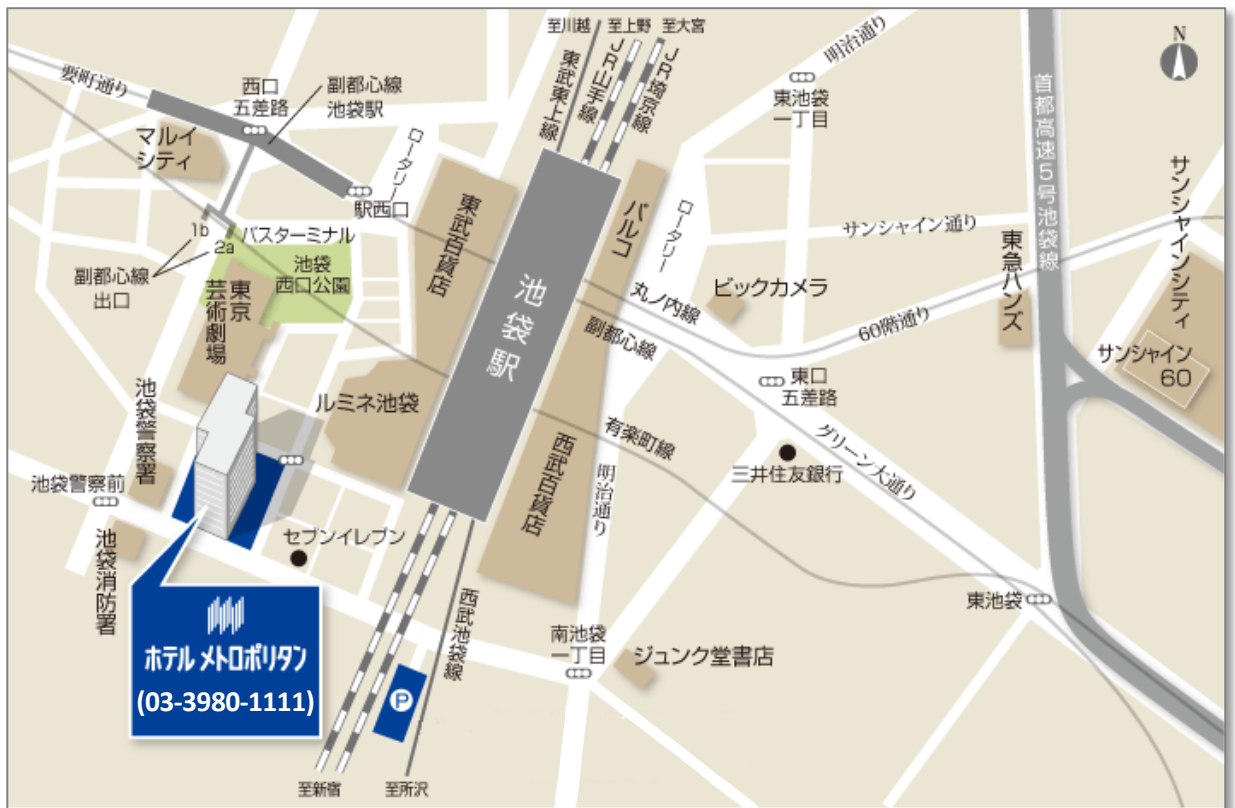 至川越
至上野
至大宮
東武東上線
JR山手線
JR埼京線
明治通り
N
要町通り
西口
五差路
副都心線
池袋駅
東池袋
一丁目
首都高速5号池袋線
マルイ
シティ
ロータリー
駅西口
東武百貨店
パルコ
ロータリー
サンシャイン通り
サンシャインシティ
1b
2a
バスターミナル
副都心線
出口
池袋
西口公園
東京
芸術劇場
池袋駅
丸ノ内線
副都心線
ビックカメラ
60階通り
東急ハンズ
サンシャイン
60
東口
五差路
池袋警察署
ルミネ池袋
有楽町線
グリーン大通り
三井住友銀行
池袋警察前
西武百貨店
明治通り
セブンイレブン
池袋消防署
西武池袋線
東池袋
南池袋
一丁目
ジュンク堂書店
ホテル メトロポリタン
(03-3980-1111)
P
至新宿
至所沢